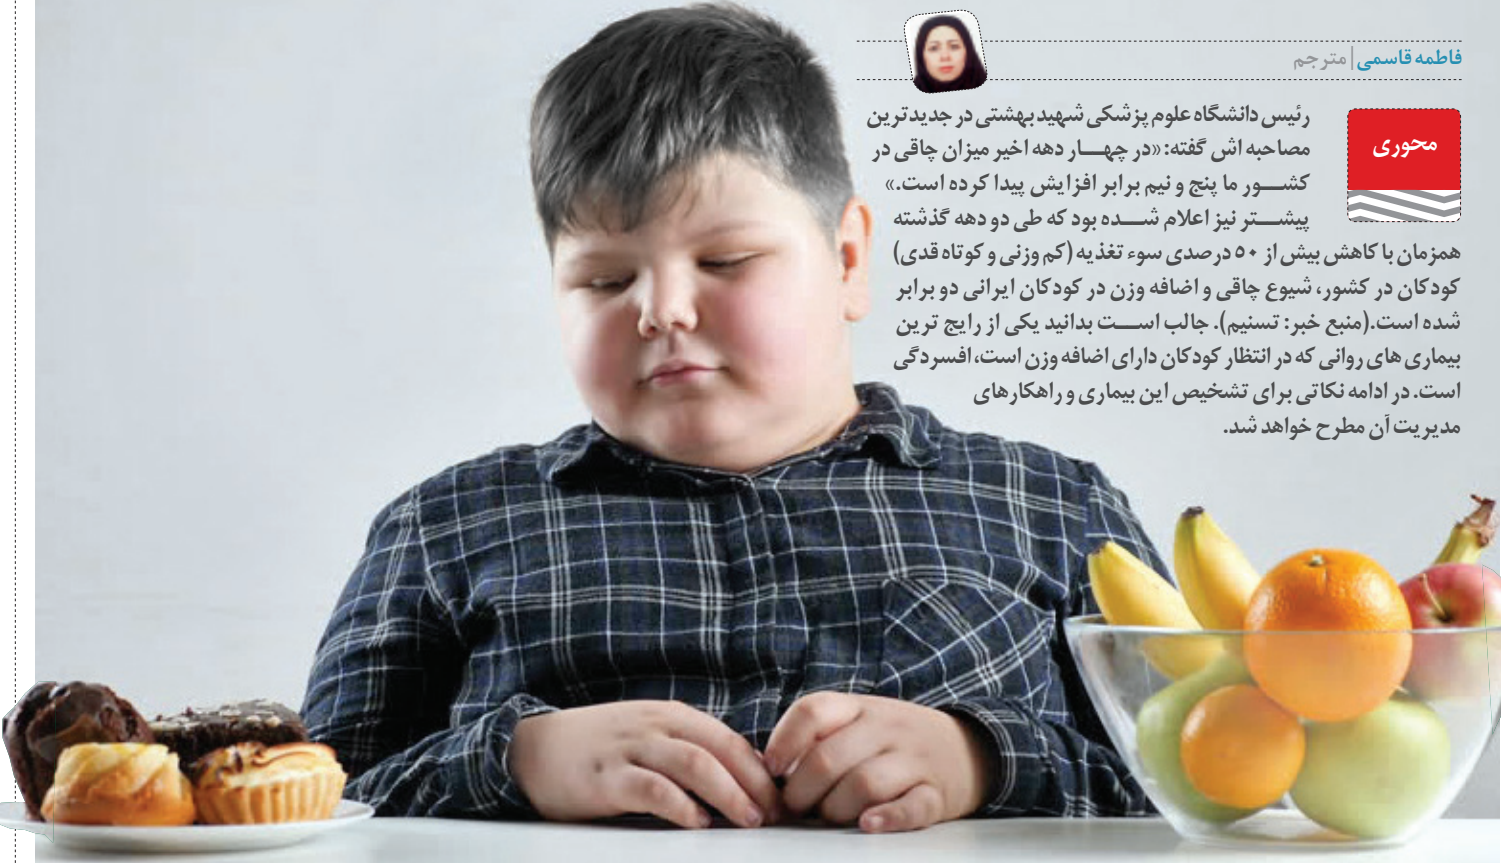 فاطمه قاسمی | مترجم
محوری
رئیس دانشگاه علوم پزشکی شهید بهشتی در جدیدترین
مصاحبه اش گفته: «در چهـــار دهه اخیر میزان چاقی در
کشـــور ما پنج و نیم برابر افزایش پیدا کرده است.»
پیشـــتر نیز اعلام شـــده بود که طی دو دهه گذشته
همزمان با کاهش بیش از ۵۰ درصدی سوء تغذیه (کم وزنی و کوتاه قدی)
کودکان در کشور، شیوع چاقی و اضافه وزن در کودکان ایرانی دو برابر
شده است.(منبع خبر: تسنیم). جالب اســـت بدانید یکی از رایج ترین
بیماری های روانی که در انتظار کودکان دارای اضافه وزن است، افسردگی
است. در ادامه نکاتی برای تشخیص این بیماری و راهکارهای
مدیریت آن مطرح خواهد شد.